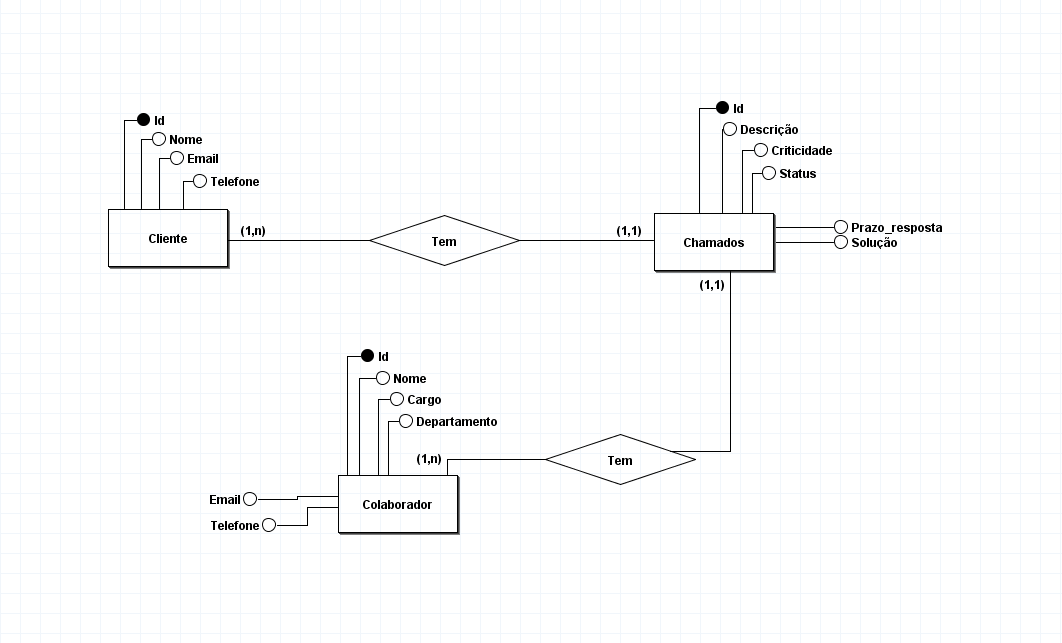 Id
Nome
Email
Telefone
Cliente
(1,n)
Tem
(1,1)
Id
Descrição
Criticidade
Status
Chamados
Prazo_resposta
Solução
(1,1)
Id
Nome
Cargo
Departamento
(1,n)
Tem
Email
Telefone
Colaborador